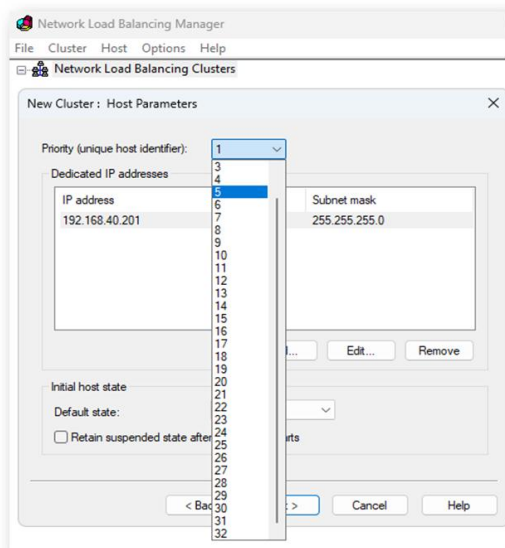 Network Load Balancing Manager
File Cluster Host Options Help
Network Load Balancing Clusters
New Cluster : Host Parameters
Priority (unique host identifier): 1
3
4
5
6
7
8
9
10
11
12
13
14
15
16
17
18
19
20
21
22
23
24
25
26
27
28
29
30
31
32
Dedicated IP addresses
IP address Subnet mask
192.168.40.201 255.255.255.0
Edit... Remove
Initial host state
Default state:
Retain suspended state after
< Bac > Cancel Help